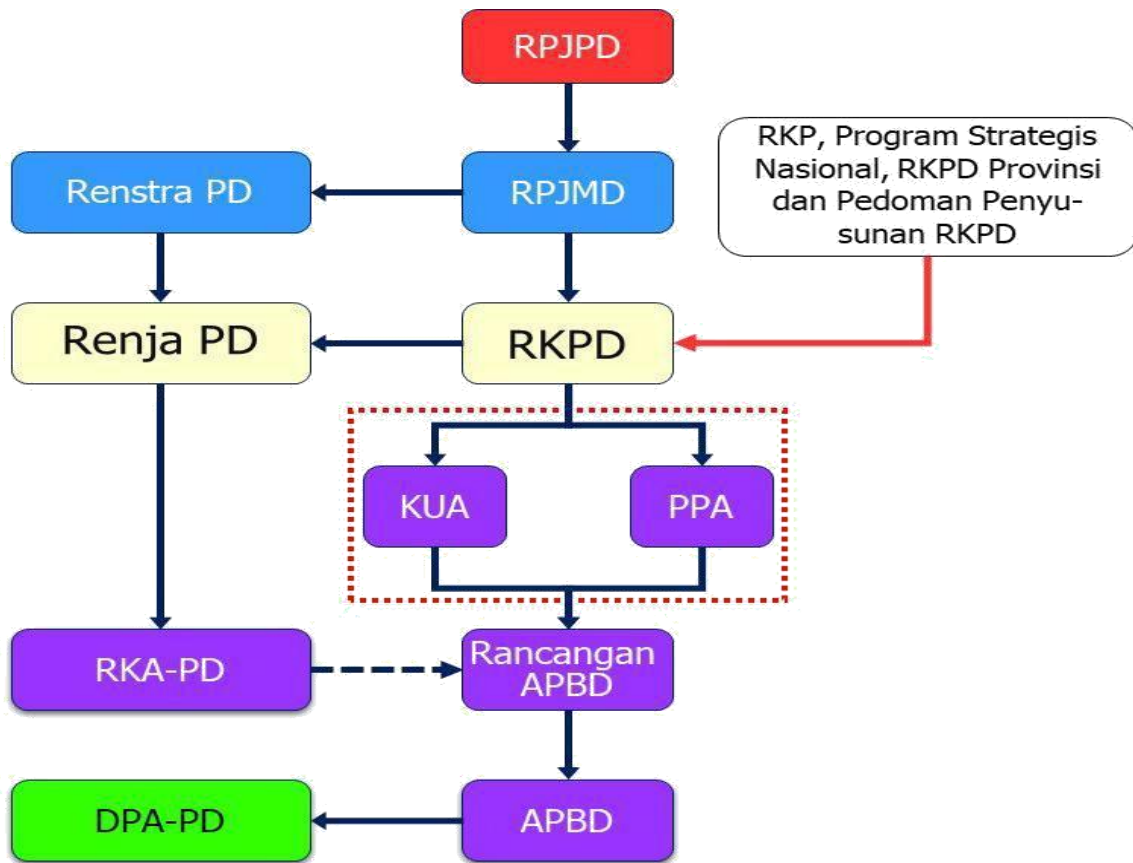 RPJPD
RKP, Program Strategis
Nasional, RKPD Provinsi
dan Pedoman Penyu-
sunan RKPD
Renstra PD
RPJMD
Renja PD
RKPD
KUA
PPA
RKA-PD
Rancangan
APBD
DPA-PD
APBD